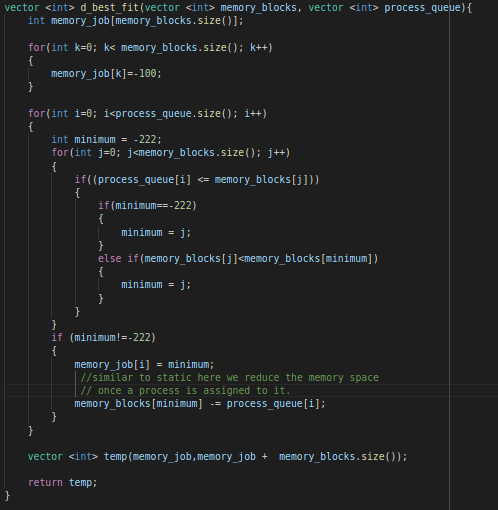 vector <int> d_best_fit(vector <int> memory_blocks, vector <int> process_queue){
    int memory_job[memory_blocks.size()];
    for(int k=0; k< memory_blocks.size(); k++)
    {
        memory_job[k]=-100;
    }
    for(int i=0; i<process_queue.size(); i++)
    {
        int minimum = -222;
        for(int j=0; j<memory_blocks.size(); j++)
        {
            if((process_queue[i] <= memory_blocks[j]))
            {
                if(minimum==-222)
                {
                    minimum = j;
                }
                else if(memory_blocks[j]<memory_blocks[minimum])
                {
                    minimum = j;
                }
            }
        }
        if (minimum!=-222)
        {
            memory_job[i] = minimum;
             //similar to static here we reduce the memory space
             // once a process is assigned to it.
            memory_blocks[minimum] -= process_queue[i];
        }
    }
    vector <int> temp(memory_job,memory_job +  memory_blocks.size());
    return temp;
}